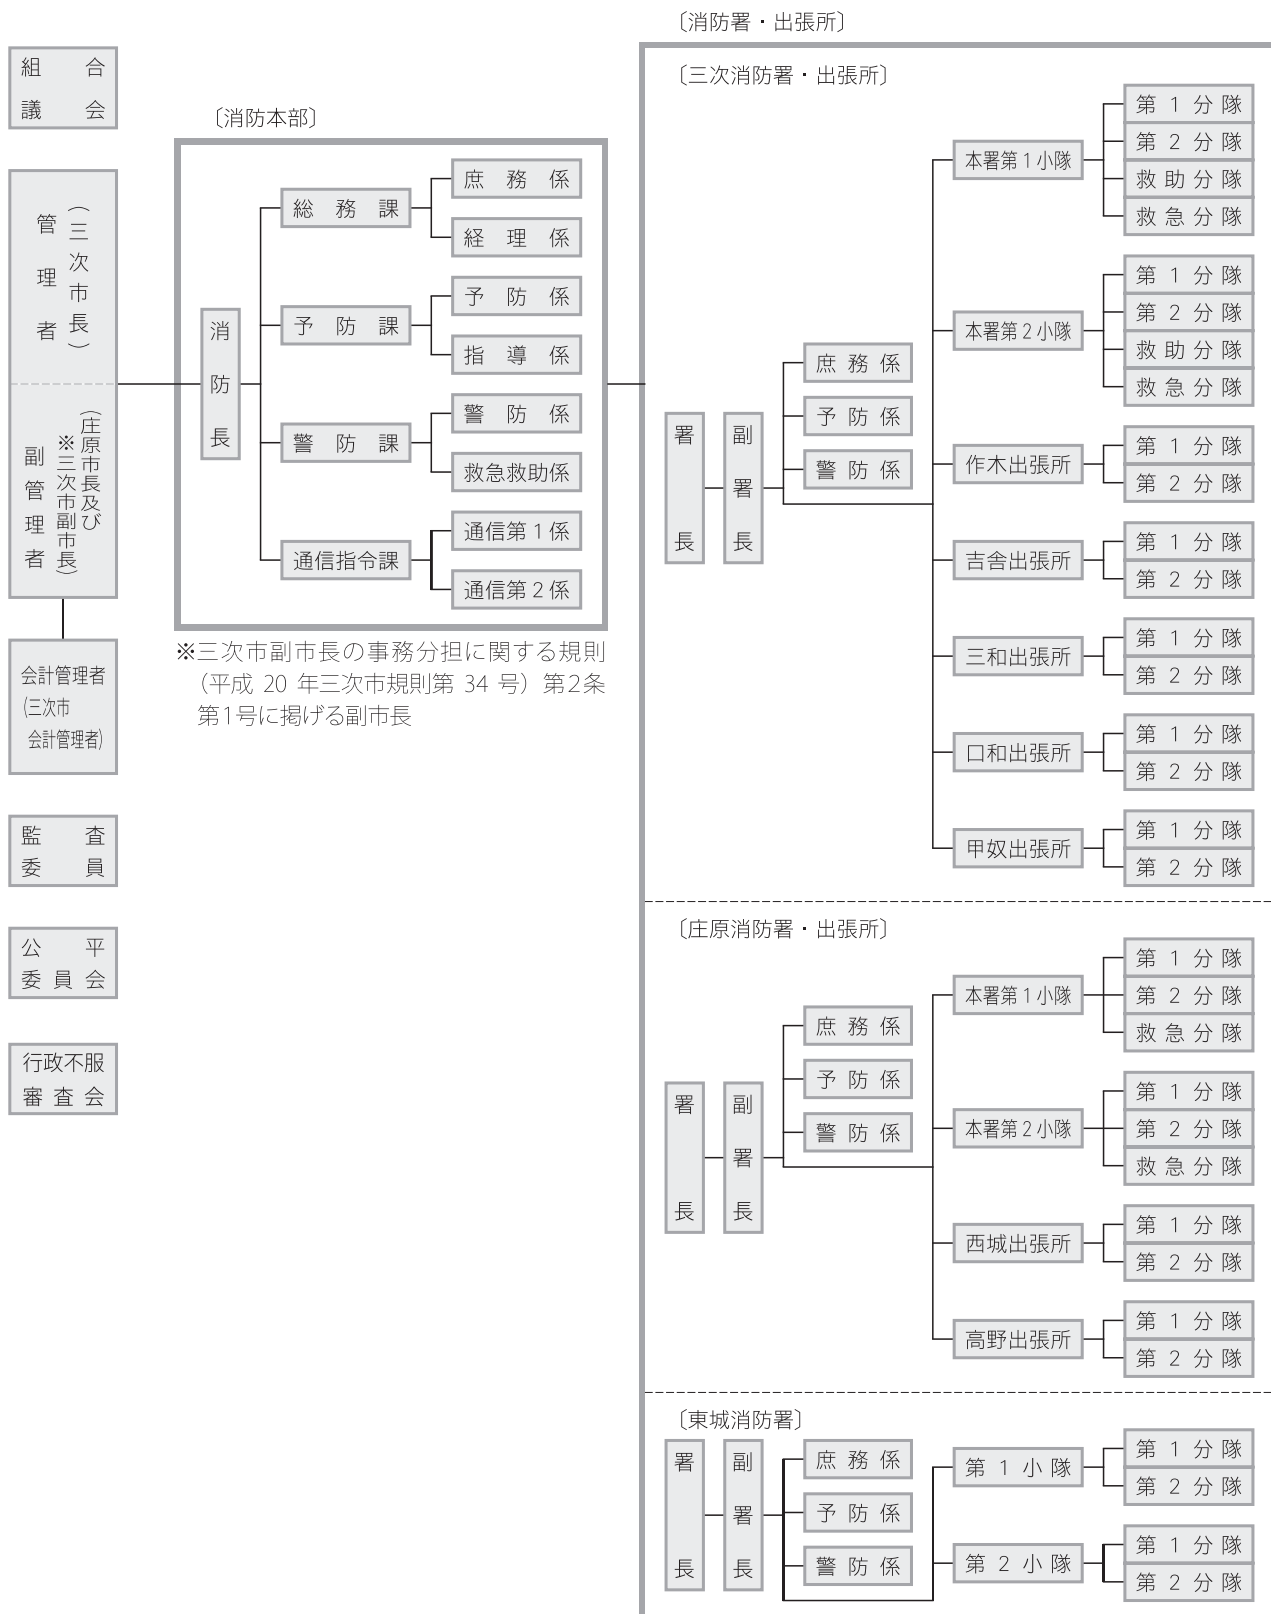 組合
議会
管理者
（三次市長）
副管理者
（庄原市長及び
※三次市副市長）
会計管理者
(三次市
会計管理者)
監査
委員
公平
委員会
行政不服
審査会
〔消防本部〕
消防長
総務課
庶務係
経理係
予防課
予防係
指導係
警防課
警防係
救急救助係
通信指令課
通信第1係
通信第2係
※三次市副市長の事務分担に関する規則
（平成 20 年三次市規則第 34 号）第2条
第1号に掲げる副市長
〔消防署・出張所〕
〔三次消防署・出張所〕
署長
副署長
庶務係
予防係
警防係
本署第1小隊
第1分隊
第2分隊
救助分隊
救急分隊
本署第2小隊
第1分隊
第2分隊
救助分隊
救急分隊
作木出張所
第1分隊
第2分隊
吉舎出張所
第1分隊
第2分隊
三和出張所
第1分隊
第2分隊
口和出張所
第1分隊
第2分隊
甲奴出張所
第1分隊
第2分隊
〔庄原消防署・出張所〕
署長
副署長
庶務係
予防係
警防係
本署第1小隊
第1分隊
第2分隊
救急分隊
本署第2小隊
第1分隊
第2分隊
救急分隊
西城出張所
第1分隊
第2分隊
高野出張所
第1分隊
第2分隊
〔東城消防署〕
署長
副署長
庶務係
予防係
警防係
第1小隊
第1分隊
第2分隊
第2小隊
第1分隊
第2分隊